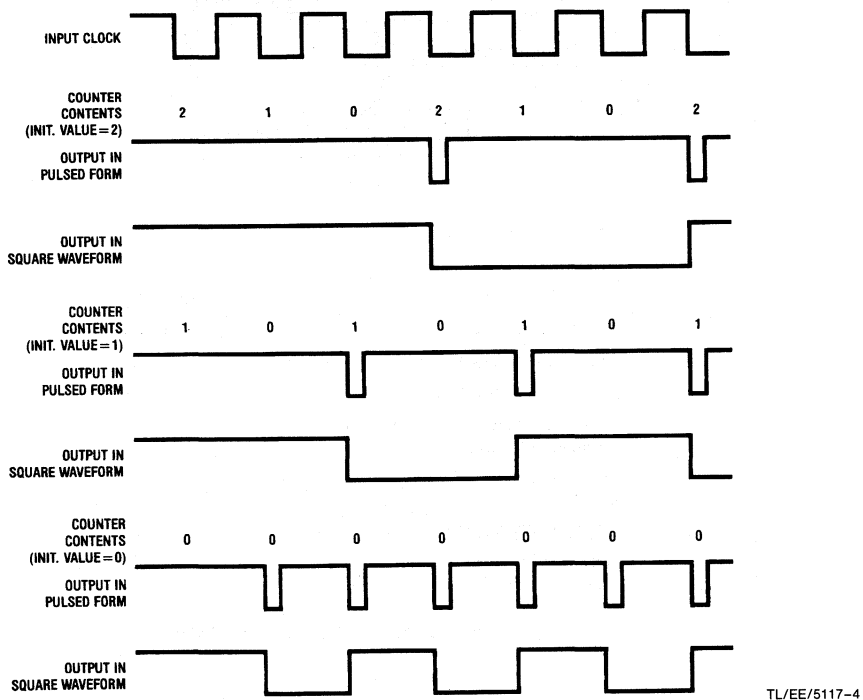 INPUT CLOCK
COUNTER
CONTENTS
(INIT. VALUE=2)
2 1 0 2 1 0 2
OUTPUT IN
PULSED FORM
OUTPUT IN
SQUARE WAVEFORM
COUNTER
CONTENTS
(INIT. VALUE=1)
1 0 1 0 1 0 1
OUTPUT IN
PULSED FORM
OUTPUT IN
SQUARE WAVEFORM
COUNTER
CONTENTS
(INIT. VALUE=0)
0 0 0 0 0 0 0
OUTPUT IN
PULSED FORM
OUTPUT IN
SQUARE WAVEFORM
TL/EE/5117-4